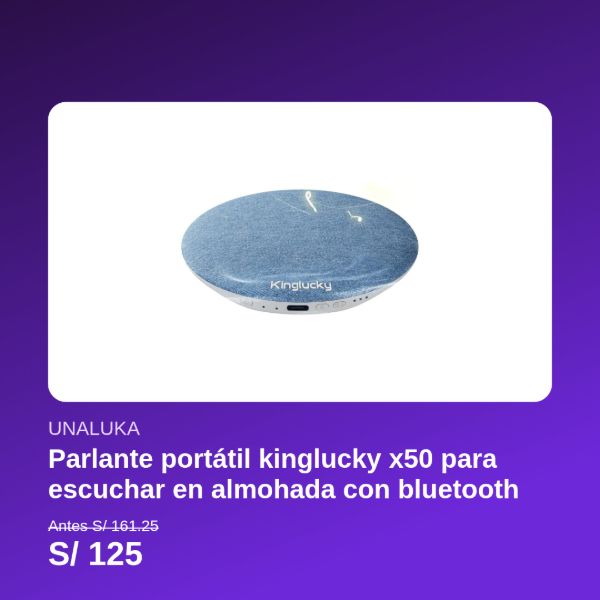 Kinglucky
UNALUKA
Parlante portátil kinglucky x50 para
escuchar en almohada con bluetooth
Antes S/ 161.25
S/ 125